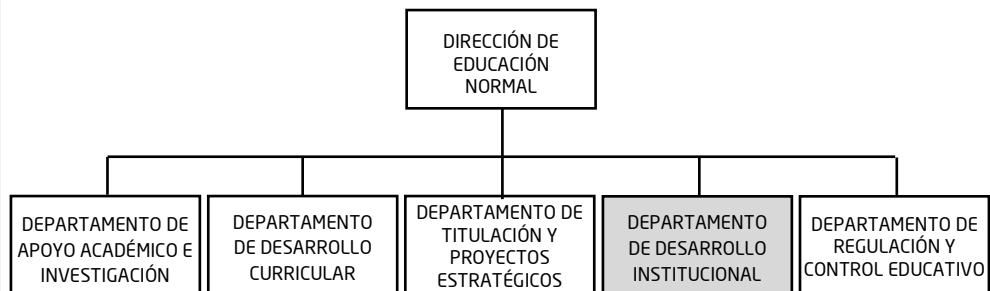 DIRECCIÓN DE
EDUCACIÓN
NORMAL
DEPARTAMENTO DE
APOYO ACADÉMICO E
INVESTIGACIÓN
DEPARTAMENTO
DE DESARROLLO
CURRICULAR
DEPARTAMENTO DE
TITULACIÓN Y
PROYECTOS
ESTRATÉGICOS
DEPARTAMENTO
DE DESARROLLO
INSTITUCIONAL
DEPARTAMENTO DE
REGULACIÓN Y
CONTROL EDUCATIVO